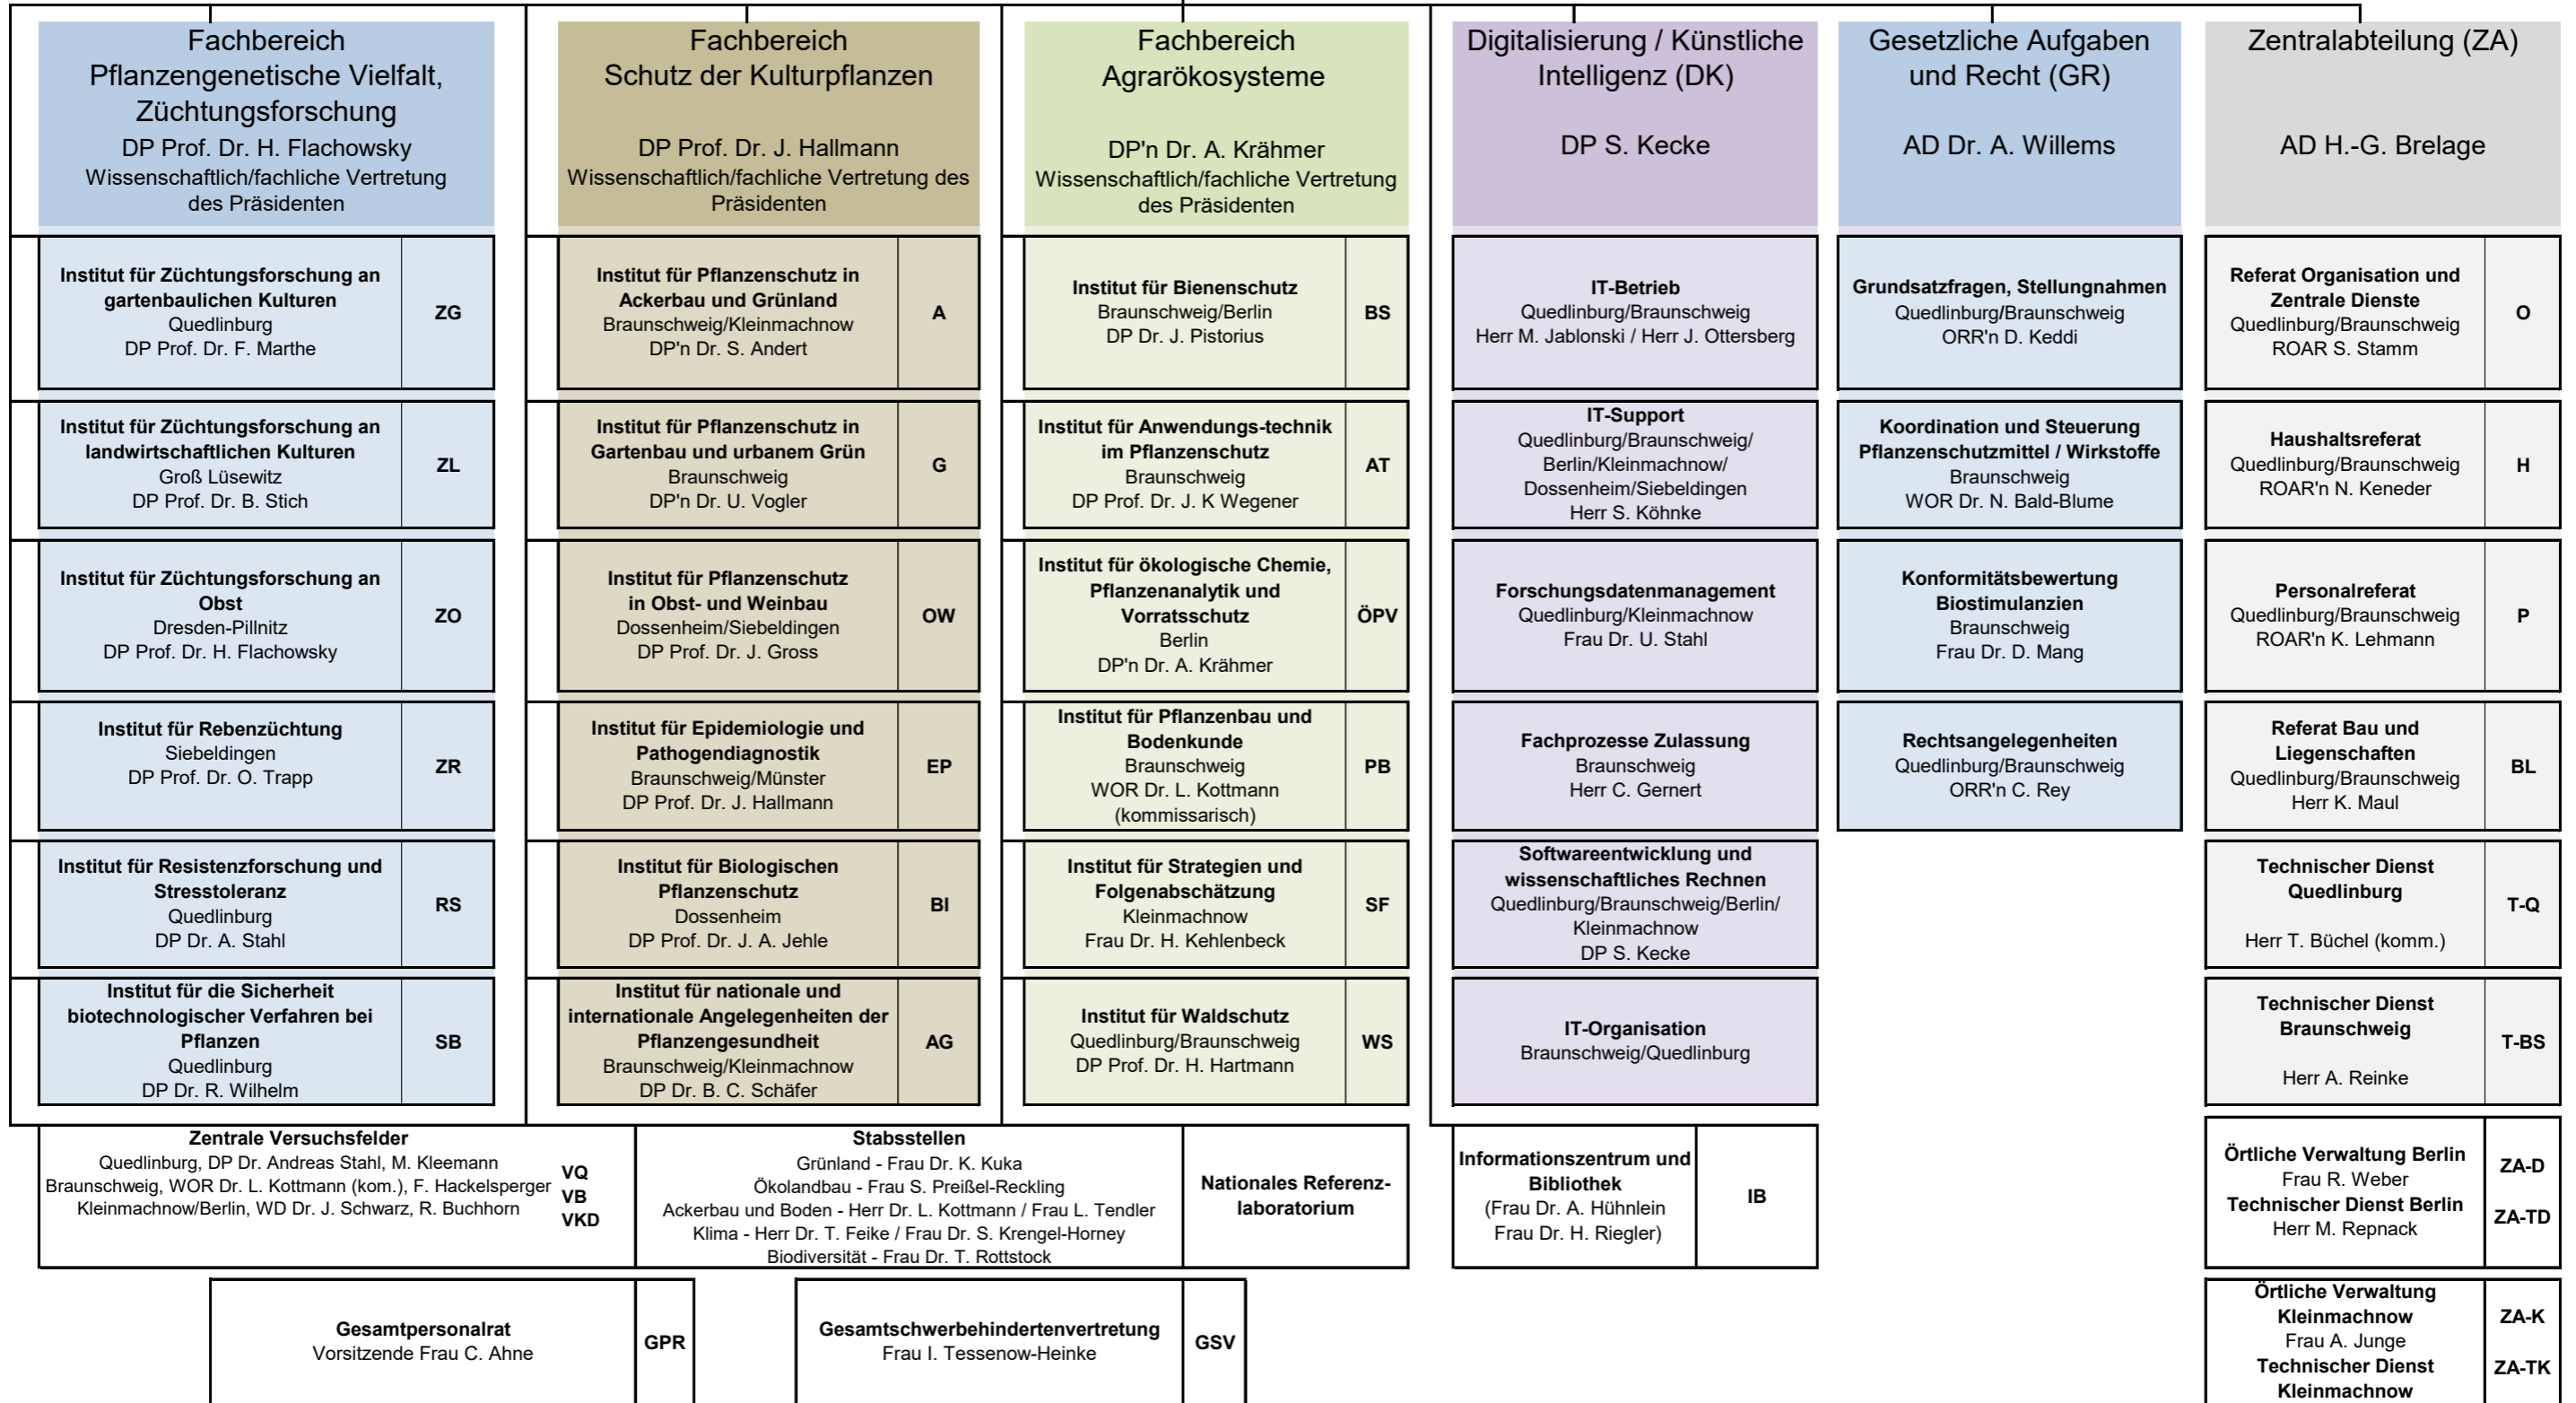 Fachbereich
Pflanzengenetische Vielfalt,
Züchtungsforschung
DP Prof. Dr. H. Flachowsky
Wissenschaftlich/fachliche Vertretung
des Präsidenten
Institut für Züchtungsforschung an
gartenbaulichen Kulturen
Quedlinburg
DP Prof. Dr. F. Marthe
ZG
Institut für Züchtungsforschung an
landwirtschaftlichen Kulturen
Groß Lüsewitz
DP Prof. Dr. B. Stich
ZL
Institut für Züchtungsforschung an
Obst
Dresden-Pillnitz
DP Prof. Dr. H. Flachowsky
ZO
Institut für Rebenzüchtung
Siebeldingen
DP Prof. Dr. O. Trapp
ZR
Institut für Resistenzforschung und
Stresstoleranz
Quedlinburg
DP Dr. A. Stahl
RS
Institut für die Sicherheit
biotechnologischer Verfahren bei
Pflanzen
Quedlinburg
DP Dr. R. Wilhelm
SB
Fachbereich
Schutz der Kulturpflanzen
DP Prof. Dr. J. Hallmann
Wissenschaftlich/fachliche Vertretung des
Präsidenten
Institut für Pflanzenschutz in
Ackerbau und Grünland
Braunschweig/Kleinmachnow
DP'n Dr. S. Andert
A
Institut für Pflanzenschutz in
Gartenbau und urbanem Grün
Braunschweig
DP'n Dr. U. Vogler
G
Institut für Pflanzenschutz
in Obst- und Weinbau
Dossenheim/Siebeldingen
DP Prof. Dr. J. Gross
OW
Institut für Epidemiologie und
Pathogendiagnostik
Braunschweig/Münster
DP Prof. Dr. J. Hallmann
EP
Institut für Biologischen
Pflanzenschutz
Dossenheim
DP Prof. Dr. J. A. Jehle
BI
Institut für nationale und
internationale Angelegenheiten der
Pflanzengesundheit
Braunschweig/Kleinmachnow
DP Dr. B. C. Schäfer
AG
Fachbereich
Agrarökosysteme
DP'n Dr. A. Krähmer
Wissenschaftlich/fachliche Vertretung
des Präsidenten
Institut für Bienenschutz
Braunschweig/Berlin
DP Dr. J. Pistorius
BS
Institut für Anwendungs-technik
im Pflanzenschutz
Braunschweig
DP Prof. Dr. J. K Wegener
AT
Institut für ökologische Chemie,
Pflanzenanalytik und
Vorratsschutz
Berlin
DP'n Dr. A. Krähmer
ÖPV
Institut für Pflanzenbau und
Bodenkunde
Braunschweig
WOR Dr. L. Kottmann
(kommissarisch)
PB
Institut für Strategien und
Folgenabschätzung
Kleinmachnow
Frau Dr. H. Kehlenbeck
SF
Institut für Waldschutz
Quedlinburg/Braunschweig
DP Prof. Dr. H. Hartmann
WS
Digitalisierung / Künstliche
Intelligenz (DK)
DP S. Kecke
IT-Betrieb
Quedlinburg/Braunschweig
Herr M. Jablonski / Herr J. Ottersberg
IT-Support
Quedlinburg/Braunschweig/
Berlin/Kleinmachnow/
Dossenheim/Siebeldingen
Herr S. Köhnke
Forschungsdatenmanagement
Quedlinburg/Kleinmachnow
Frau Dr. U. Stahl
Fachprozesse Zulassung
Braunschweig
Herr C. Gernert
Softwareentwicklung und
wissenschaftliches Rechnen
Quedlinburg/Braunschweig/Berlin/
Kleinmachnow
DP S. Kecke
IT-Organisation
Braunschweig/Quedlinburg
Gesetzliche Aufgaben
und Recht (GR)
AD Dr. A. Willems
Grundsatzfragen, Stellungnahmen
Quedlinburg/Braunschweig
ORR'n D. Keddi
Koordination und Steuerung
Pflanzenschutzmittel / Wirkstoffe
Braunschweig
WOR Dr. N. Bald-Blume
Konformitätsbewertung
Biostimulanzien
Braunschweig
Frau Dr. D. Mang
Rechtsangelegenheiten
Quedlinburg/Braunschweig
ORR'n C. Rey
Zentralabteilung (ZA)
AD H.-G. Brelage
Referat Organisation und
Zentrale Dienste
Quedlinburg/Braunschweig
ROAR S. Stamm
O
Haushaltsreferat
Quedlinburg/Braunschweig
ROAR'n N. Keneder
H
Personalreferat
Quedlinburg/Braunschweig
ROAR'n K. Lehmann
P
Referat Bau und
Liegenschaften
Quedlinburg/Braunschweig
Herr K. Maul
BL
Technischer Dienst
Quedlinburg
Herr T. Büchel (komm.)
T-Q
Technischer Dienst
Braunschweig
Herr A. Reinke
T-BS
Örtliche Verwaltung Berlin
Frau R. Weber
Technischer Dienst Berlin
Herr M. Repnack
ZA-D
ZA-TD
Örtliche Verwaltung
Kleinmachnow
Frau A. Junge
Technischer Dienst
Kleinmachnow
ZA-K
ZA-TK
Zentrale Versuchsfelder
Quedlinburg, DP Dr. Andreas Stahl, M. Kleemann
Braunschweig, WOR Dr. L. Kottmann (kom.), F. Hackelsperger
Kleinmachnow/Berlin, WD Dr. J. Schwarz, R. Buchhorn
VQ
VB
VKD
Stabsstellen
Grünland - Frau Dr. K. Kuka
Ökolandbau - Frau S. Preißel-Reckling
Ackerbau und Boden - Herr Dr. L. Kottmann / Frau L. Tendler
Klima - Herr Dr. T. Feike / Frau Dr. S. Krengel-Horney
Biodiversität - Frau Dr. T. Rottstock
Nationales Referenz-
laboratorium
Informationszentrum und
Bibliothek
(Frau Dr. A. Hühnlein
Frau Dr. H. Riegler)
IB
Gesamtpersonalrat
Vorsitzende Frau C. Ahne
GPR
Gesamtschwerbehindertenvertretung
Frau I. Tessenow-Heinke
GSV